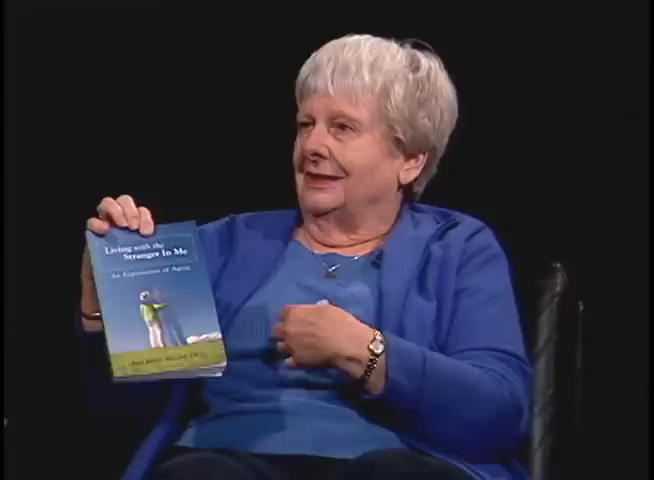 Living with the
Stranger In Me
An Exploration of Aging